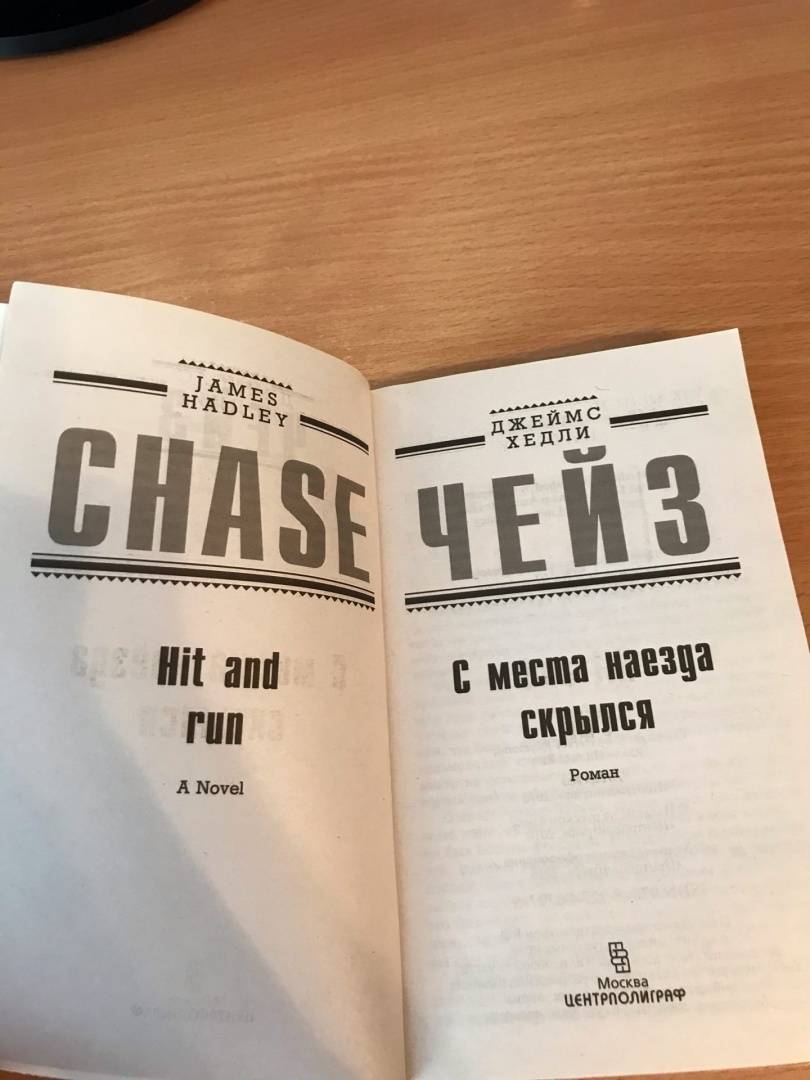 JAMES
HADLEY
CHASE
Hit and
run
A Novel
ДЖЕЙМС
ХЕДЛИ
ЧЕЙЗ
С места наезда
скрылся
Роман
Москва
ЦЕНТРПОЛИГРАФ